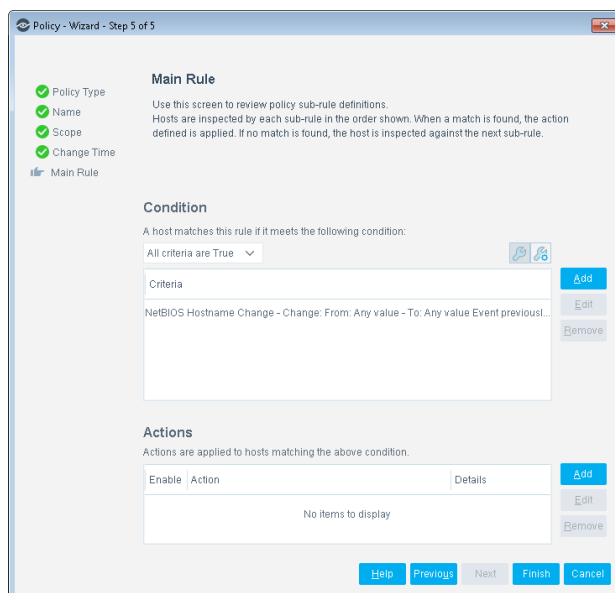 Policy - Wizard - Step 5 of 5
Policy Type
Name
Scope
Change Time
Main Rule
Main Rule
Use this screen to review policy sub-rule definitions.
Hosts are inspected by each sub-rule in the order shown. When a match is found, the action
defined is applied. If no match is found, the host is inspected against the next sub-rule.
Condition
A host matches this rule if it meets the following condition:
All criteria are True
Criteria
NetBIOS Hostname Change - Change: From: Any value - To: Any value Event previousl...
Add
Edit
Remove
Actions
Actions are applied to hosts matching the above condition.
Enable Action Details
No items to display
Add
Edit
Remove
Help Previous Next Finish Cancel